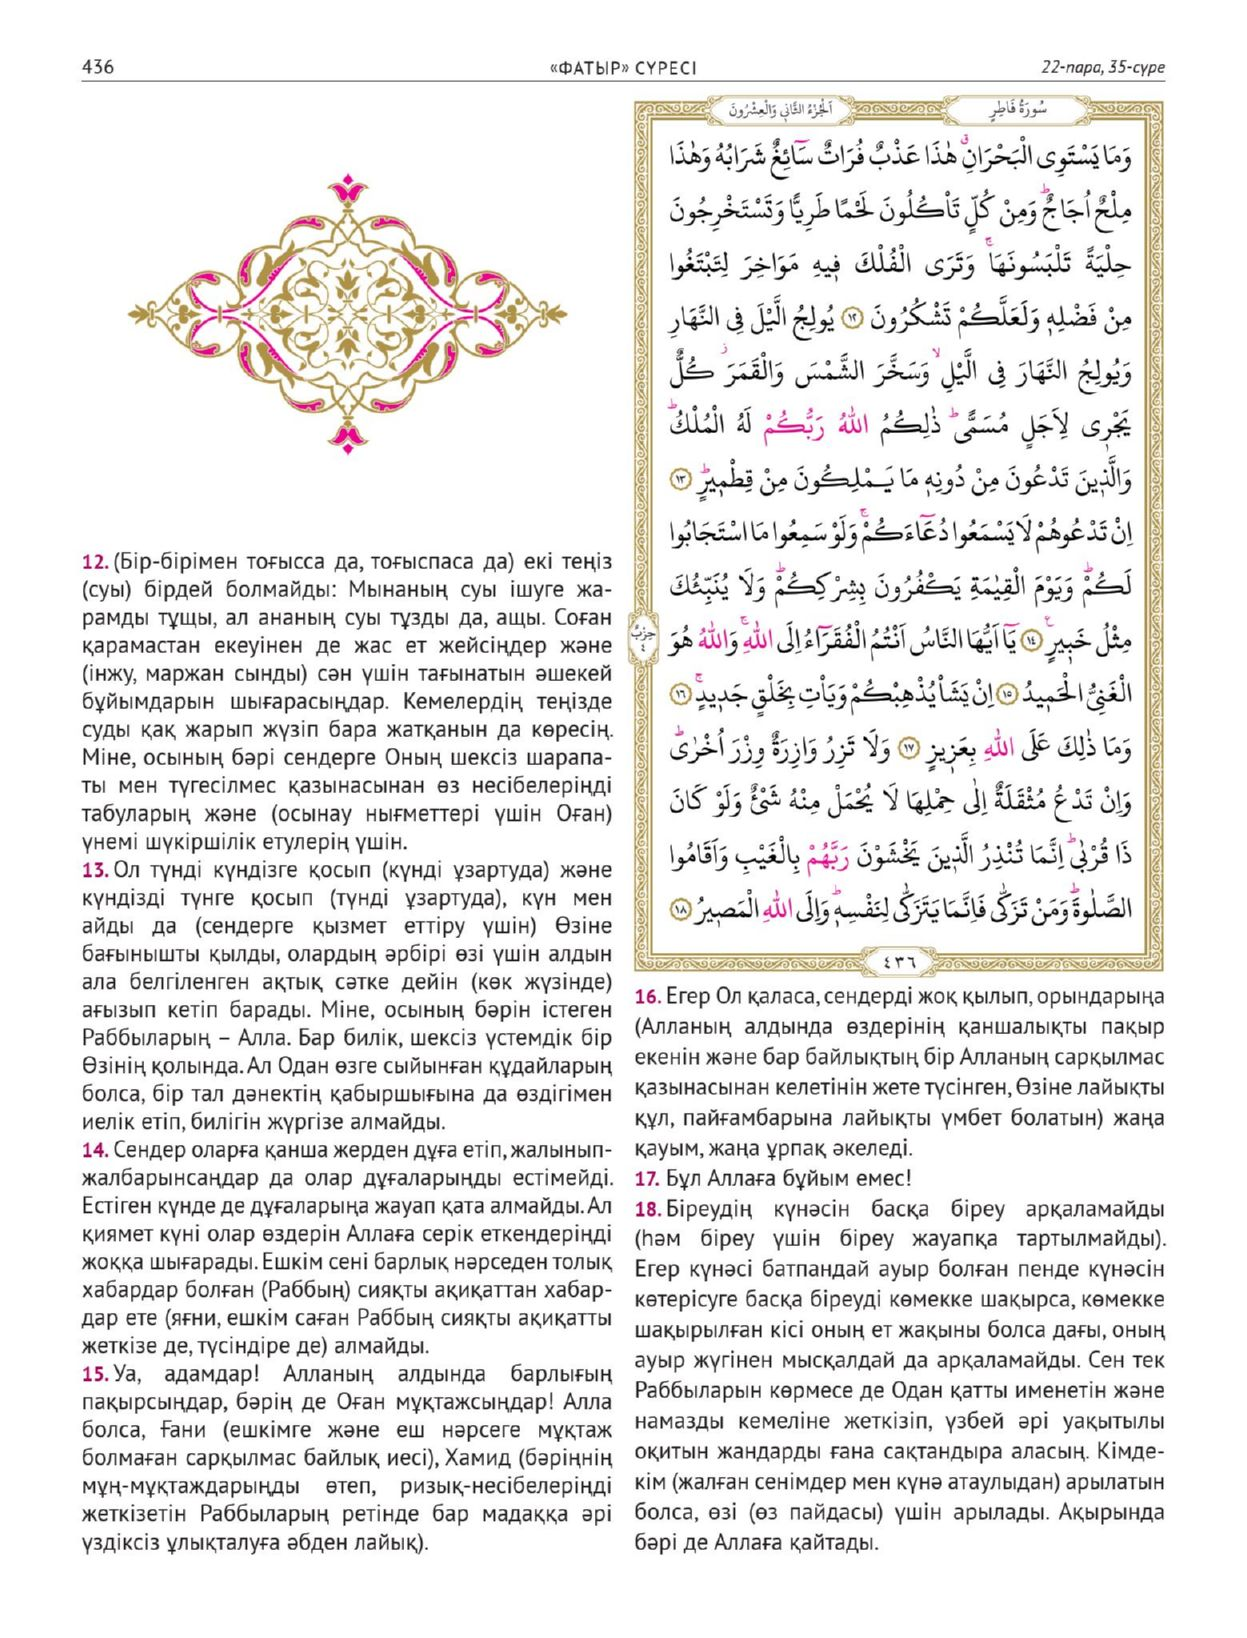 436
«ФАТЫР» СҮРЕСІ
22-пара, 35-сүре
12. (Бір-бірімен тоғысса да, тоғыспаса да) екі теңіз
(суы) бірдей болмайды: Мынаның суы ішуге жа-
рамды тұщы, ал ананың суы тұзды да, ащы. Соған
қарамастан екеуінен де жас ет жейсіңдер және
(інжу, маржан сынды) сән үшін тағынатын әшекей
бұйымдарын шығарасыңдар. Кемелердің теңізде
суды қақ жарып жүзіп бара жатқанын да көресің.
Міне, осының бәрі сендерге Оның шексіз шарапа-
ты мен түгесілмес қазынасынан өз несібелеріңді
табуларың және (осынау нығметтері үшін Оған)
үнемі шүкіршілік етулерің үшін.
13. Ол түнді күндізге қосып (күнді ұзартуда) және
күндізді түнге қосып (түнді ұзартуда), күн мен
айды да (сендерге қызмет еттіру үшін) Өзіне
бағынышты қылды, олардың әрбірі өзі үшін алдын
ала белгіленген ақтық сәтке дейін (көк жүзінде)
ағызып кетіп барады. Міне, осының бәрін істеген
Раббыларың – Алла. Бар билік, шексіз үстемдік бір
Өзінің қолында. Ал Одан өзге сыйынған құдайларың
болса, бір тал дәнектің қабыршығына да өздігімен
иелік етіп, билігін жүргізе алмайды.
14. Сендер оларға қанша жерден дұға етіп, жалынып-
жалбарынсаңдар да олар дұғаларыңды естімейді.
Естіген күнде де дұғаларыңа жауап қата алмайды. Ал
қиямет күні олар өздерін Аллаға серік еткендеріңді
жоққа шығарады. Ешкім сені барлық нәрседен толық
хабардар болған (Раббың) сияқты ақиқаттан хабар-
дар ете (яғни, ешкім саған Раббың сияқты ақиқатты
жеткізе де, түсіндіре де) алмайды.
15. Уа, адамдар! Алланың алдында барлығың
пақырсыңдар, бәрің де Оған мұқтажсыңдар! Алла
болса, Ғани (ешкімге және еш нәрсеге мұқтаж
болмаған сарқылмас байлық иесі), Хамид (бәріңнің
мұң-мұқтаждарыңды өтеп, ризық-несібелеріңді
жеткізетін Раббыларың ретінде бар мадаққа әрі
үздіксіз ұлықталуға әбден лайық).
اَلْجُزْءُ الثَّانِي وَالْعِشْرُونَ
سُورَةُ فَاطِرٍ
وَمَا يَسْتَوِى الْبَحْرَانِۗ هٰذَا عَذْبٌ فُرَاتٌ سَٓائِغٌ شَرَابُهُ وَهٰذَا
مِلْحٌ اُجَاجٌۜ وَمِنْ كُلٍّ تَأْكُلُونَ لَحْمًا طَرِيًّا وَتَسْتَخْرِجُونَ
حِلْيَةً تَلْبَسُونَهَاۚ وَتَرَى الْفُلْكَ فِيهِ مَوَاخِرَ لِتَبْتَغُوا
مِنْ فَضْلِهٖ وَلَعَلَّكُمْ تَشْكُرُونَ ١٢ يُولِجُ الَّيْلَ فِى النَّهَارِ
وَيُولِجُ النَّهَارَ فِى الَّيْلِۙ وَسَخَّرَ الشَّمْسَ وَالْقَمَرَۘ كُلٌّ
يَجْرٖى لِاَجَلٍ مُسَمًّىۜ ذٰلِكُمُ اللّٰهُ رَبُّكُمْ لَهُ الْمُلْكُۜ
وَالَّذٖينَ تَدْعُونَ مِنْ دُونِهٖ مَا يَمْلِكُونَ مِنْ قِطْمٖيرٍۜ ١٣
اِنْ تَدْعُوهُمْ لَا يَسْمَعُوا دُعَٓاءَكُمْۚ وَلَوْ سَمِعُوا مَا اسْتَجَابُوا
لَكُمْۜ وَيَوْمَ الْقِيٰمَةِ يَكْفُرُونَ بِشِرْكِكُمْۜ وَلَا يُنَبِّئُكَ
حِزْبٌ ٤
مِثْلُ خَبٖيرٍ ١٤ يَٓا اَيُّهَا النَّاسُ اَنْتُمُ الْفُقَرَٓاءُ اِلَى اللّٰهِۚ وَاللّٰهُ هُوَ
الْغَنِىُّ الْحَمٖيدُ ١٥ اِنْ يَشَأْ يُذْهِبْكُمْ وَيَأْتِ بِخَلْقٍ جَدٖيدٍۚ ١٦
وَمَا ذٰلِكَ عَلَى اللّٰهِ بِعَزٖيزٍ ١٧ وَلَا تَزِرُ وَازِرَةٌ وِزْرَ اُخْرٰىۜ
وَاِنْ تَدْعُ مُثْقَلَةٌ اِلٰى حِمْلِهَا لَا يُحْمَلْ مِنْهُ شَىْءٌ وَلَوْ كَانَ
ذَا قُرْبٰىۜ اِنَّمَا تُنْذِرُ الَّذٖينَ يَخْشَوْنَ رَبَّهُمْ بِالْغَيْبِ وَاَقَامُوا
الصَّلٰوةَۜ وَمَنْ تَزَكّٰى فَاِنَّمَا يَتَزَكّٰى لِنَفْسِهٖۜ وَاِلَى اللّٰهِ الْمَصٖيرُ ١٨
٤٣٦
16. Егер Ол қаласа, сендерді жоқ қылып, орындарыңа
(Алланың алдында өздерінің қаншалықты пақыр
екенін және бар байлықтың бір Алланың сарқылмас
қазынасынан келетінін жете түсінген, Өзіне лайықты
құл, пайғамбарына лайықты үмбет болатын) жаңа
қауым, жаңа ұрпақ әкеледі.
17. Бұл Аллаға бұйым емес!
18. Біреудің күнәсін басқа біреу арқаламайды
(һәм біреу үшін біреу жауапқа тартылмайды).
Егер күнәсі батпандай ауыр болған пенде күнәсін
көтерісуге басқа біреуді көмекке шақырса, көмекке
шақырылған кісі оның ет жақыны болса дағы, оның
ауыр жүгінен мысқалдай да арқаламайды. Сен тек
Раббыларын көрмесе де Одан қатты именетін және
намазды кемеліне жеткізіп, үзбей әрі уақытылы
оқитын жандарды ғана сақтандыра аласың. Кімде-
кім (жалған сенімдер мен күнә атаулыдан) арылатын
болса, өзі (өз пайдасы) үшін арылады. Ақырында
бәрі де Аллаға қайтады.